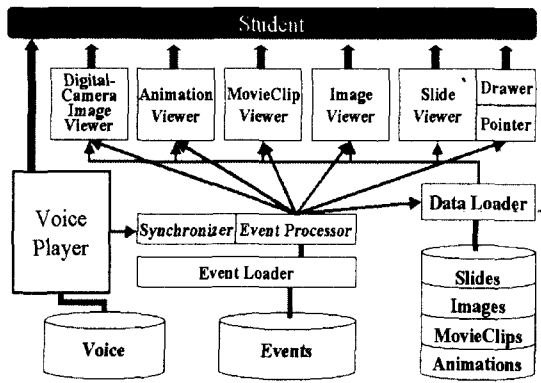 Student
Digital-
Camera
Image
Viewer
Animation
Viewer
MovieClip
Viewer
Image
Viewer
Slide
Viewer
Drawer
Pointer
Voice
Player
Synchronizer
Event Processor
Data Loader
Event Loader
Slides
Images
MovieClips
Animations
Voice
Events